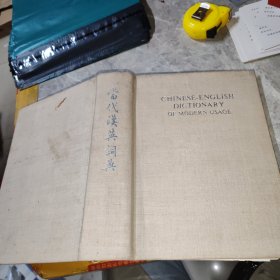 當代漢英詞典
CHINESE-ENGLISH
DICTIONARY
OF MODERN USAGE